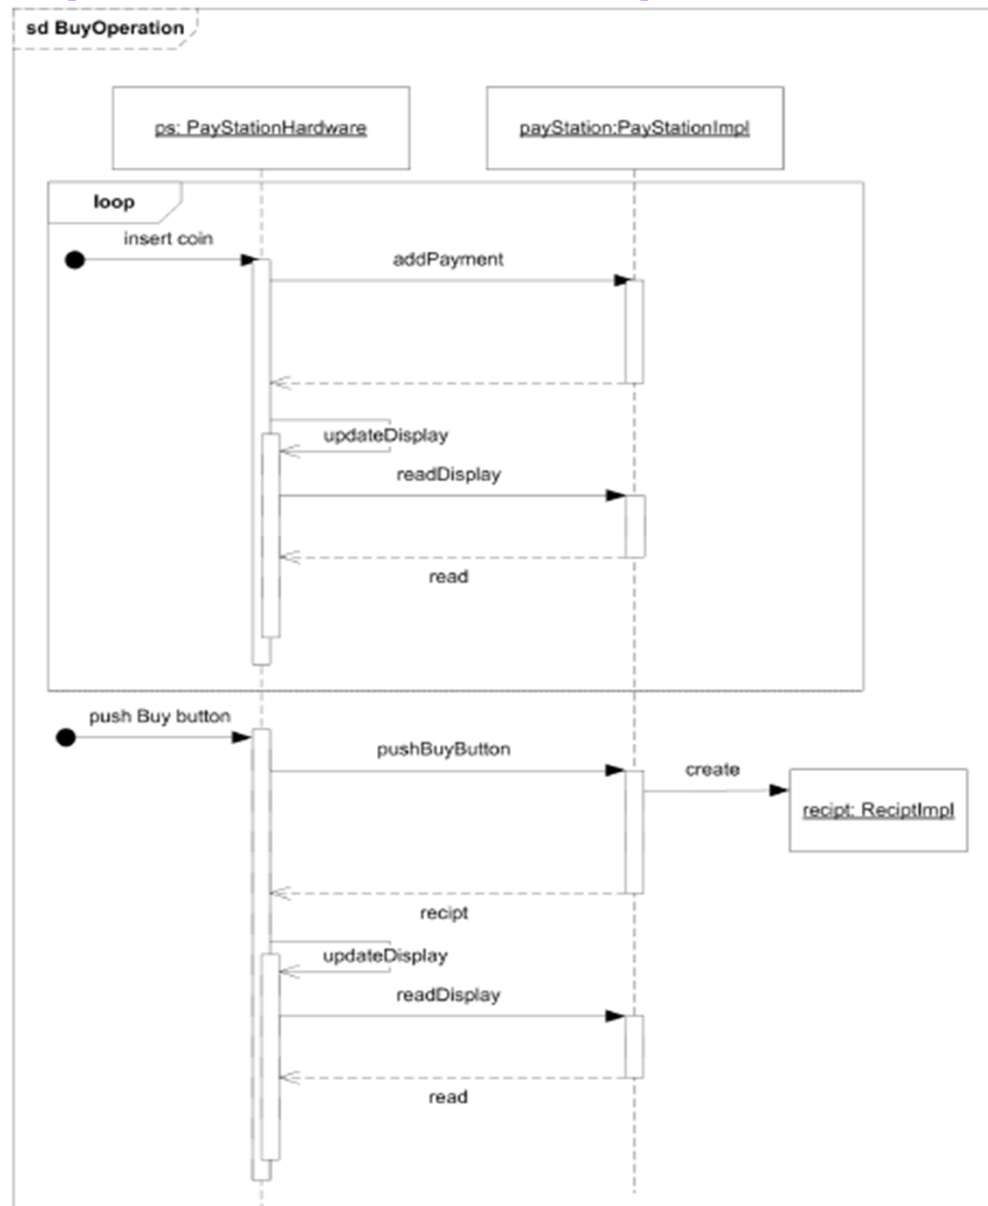 sd BuyOperation
ps: PayStationHardware
payStation:PayStationImpl
loop
insert coin
addPayment
updateDisplay
readDisplay
read
push Buy button
pushBuyButton
create
recipt: ReciptImpl
recipt
updateDisplay
readDisplay
read